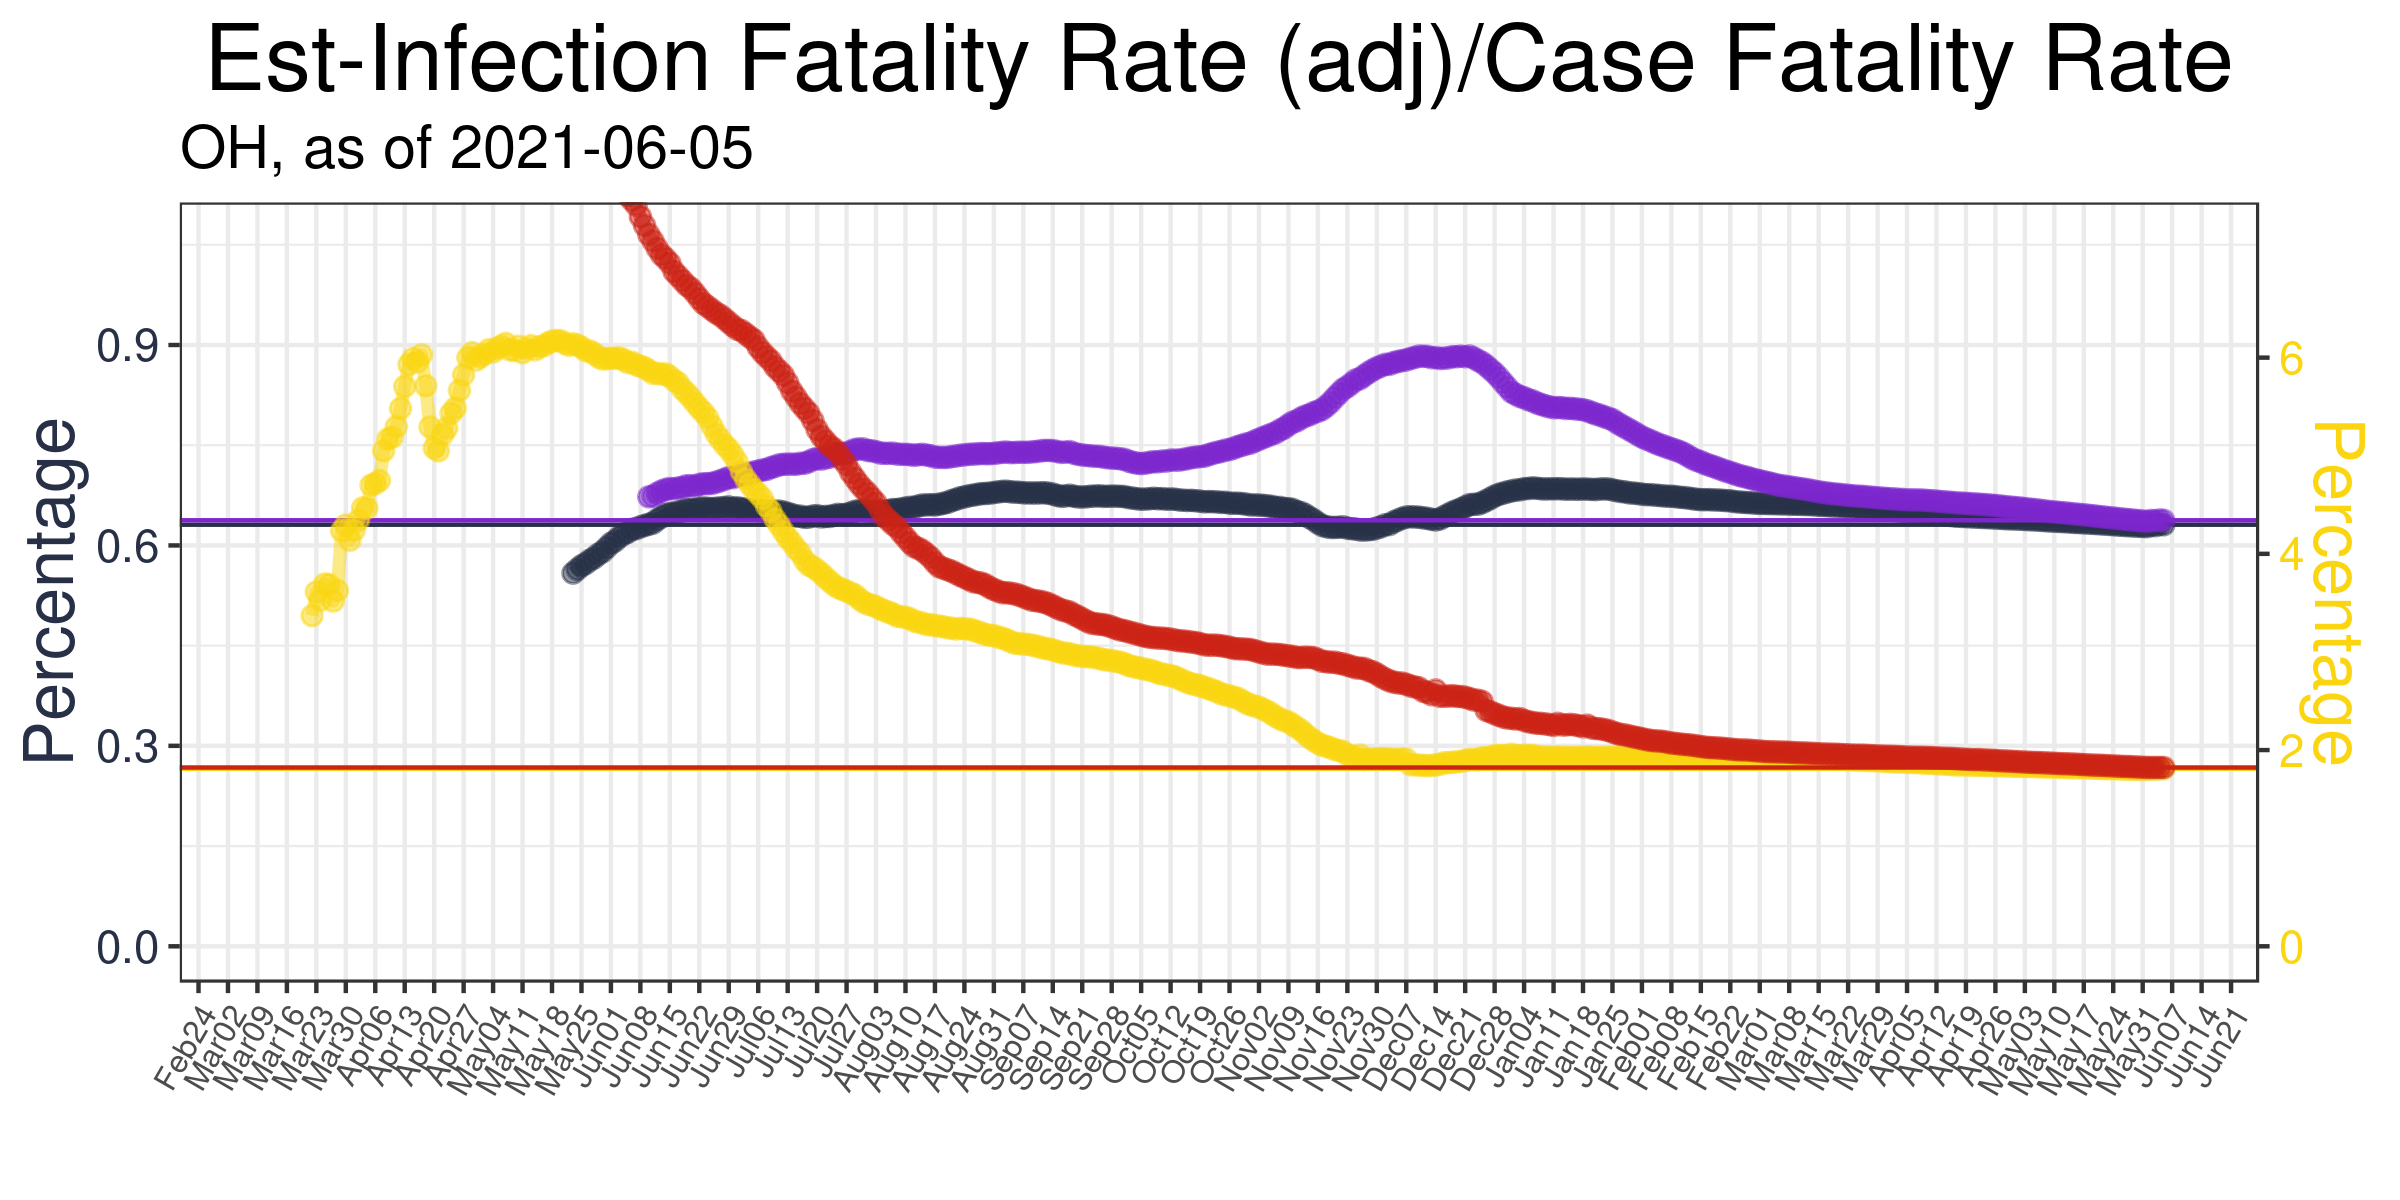 Est-Infection Fatality Rate (adj)/Case Fatality Rate
OH, as of 2021-06-05
Percentage
0.9
0.6
0.3
0.0
6
4
2
0
Percentage
Feb24
Mar02
Mar09
Mar16
Mar23
Mar30
Apr06
Apr13
Apr20
Apr27
May04
May11
May18
May25
Jun01
Jun08
Jun15
Jun22
Jun29
Jul06
Jul13
Jul20
Jul27
Aug03
Aug10
Aug17
Aug24
Aug31
Sep07
Sep14
Sep21
Sep28
Oct05
Oct12
Oct19
Oct26
Nov02
Nov09
Nov16
Nov23
Nov30
Dec07
Dec14
Dec21
Dec28
Jan04
Jan11
Jan18
Jan25
Feb01
Feb08
Feb15
Feb22
Mar01
Mar08
Mar15
Mar22
Mar29
Apr05
Apr12
Apr19
Apr26
May03
May10
May17
May24
May31
Jun07
Jun14
Jun21